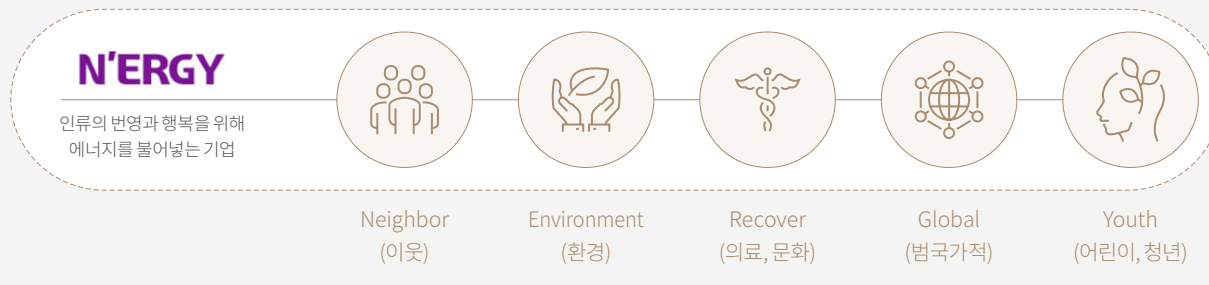 N'ERGY
인류의 번영과 행복을 위해
에너지를 불어넣는 기업
Neighbor
(이웃)
Environment
(환경)
Recover
(의료, 문화)
Global
(범국가적)
Youth
(어린이, 청년)